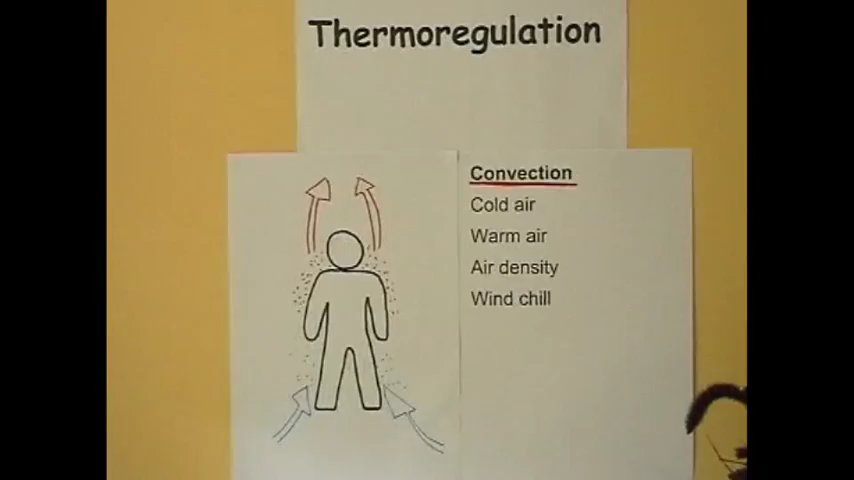 Thermoregulation
Convection
Cold air
Warm air
Air density
Wind chill